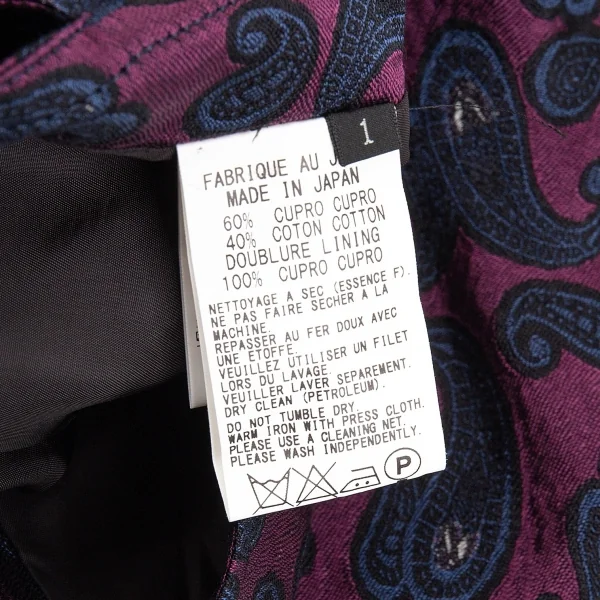 1
FABRIQUE AU J
MADE IN JAPAN
60% CUPRO CUPRO
40% COTON COTTON
DOUBLURE LINING
100% CUPRO CUPRO
NETTOYAGE A SEC (ESSENCE F).
NE PAS FAIRE SECHER A LA
MACHINE.
REPASSER AU FER DOUX AVEC
UNE ETOFFE.
VEUILLEZ UTILISER UN FILET
LORS DU LAVAGE.
VEUILLER LAVER SEPAREMENT.
DRY CLEAN (PETROLEUM).
DO NOT TUMBLE DRY.
WARM IRON WITH PRESS CLOTH.
PLEASE USE A CLEANING NET.
PLEASE WASH INDEPENDENTLY.
P